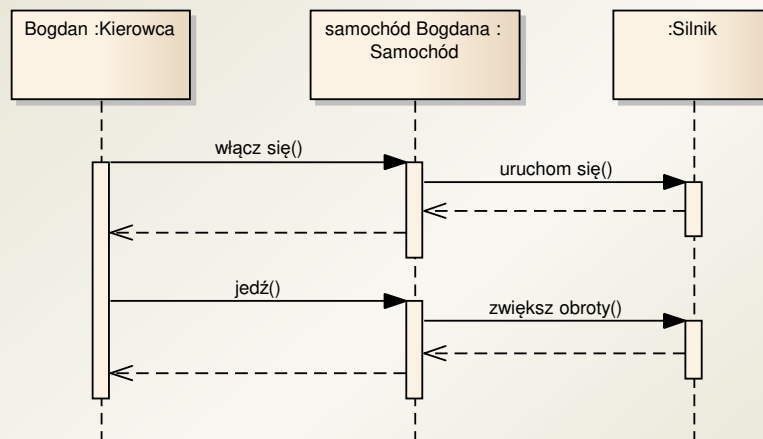 Bogdan :Kierowca
samochód Bogdana :
Samochód
:Silnik
włącz się()
uruchom się()
jedź()
zwiększ obroty()